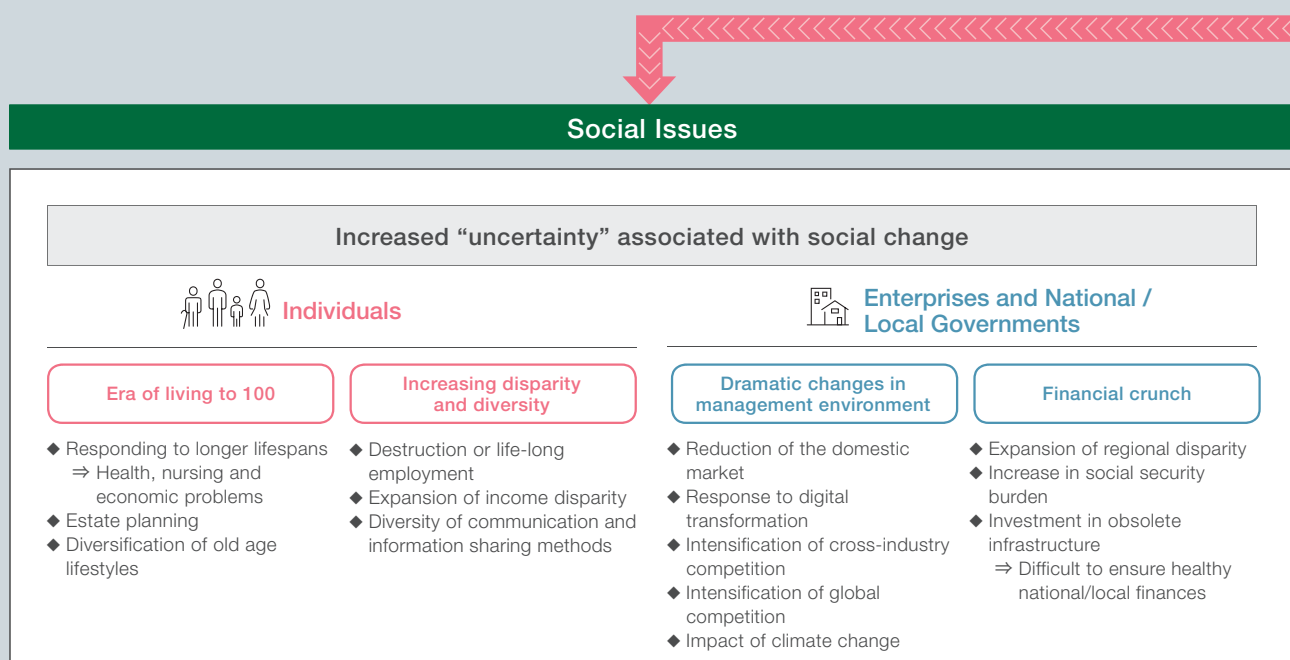 Social Issues
Increased “uncertainty” associated with social change
Individuals
Era of living to 100
◆ Responding to longer lifespans
⇒ Health, nursing and
economic problems
◆ Estate planning
◆ Diversification of old age
lifestyles
Increasing disparity
and diversity
◆ Destruction or life-long
employment
◆ Expansion of income disparity
◆ Diversity of communication and
information sharing methods
Enterprises and National /
Local Governments
Dramatic changes in
management environment
◆ Reduction of the domestic
market
◆ Response to digital
transformation
◆ Intensification of cross-industry
competition
◆ Intensification of global
competition
◆ Impact of climate change
Financial crunch
◆ Expansion of regional disparity
◆ Increase in social security
burden
◆ Investment in obsolete
infrastructure
⇒ Difficult to ensure healthy
national/local finances